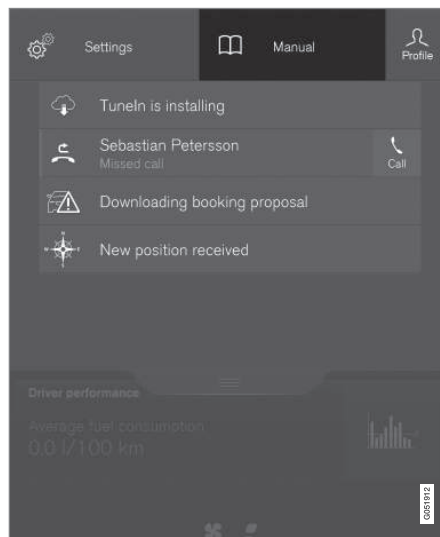 Settings
Manual
Profile
TuneIn is installing
Sebastian Petersson
Missed call
Call
Downloading booking proposal
N
W
New position received
Driver performance
Average fuel consumption
0.0 l/100 km
G051912